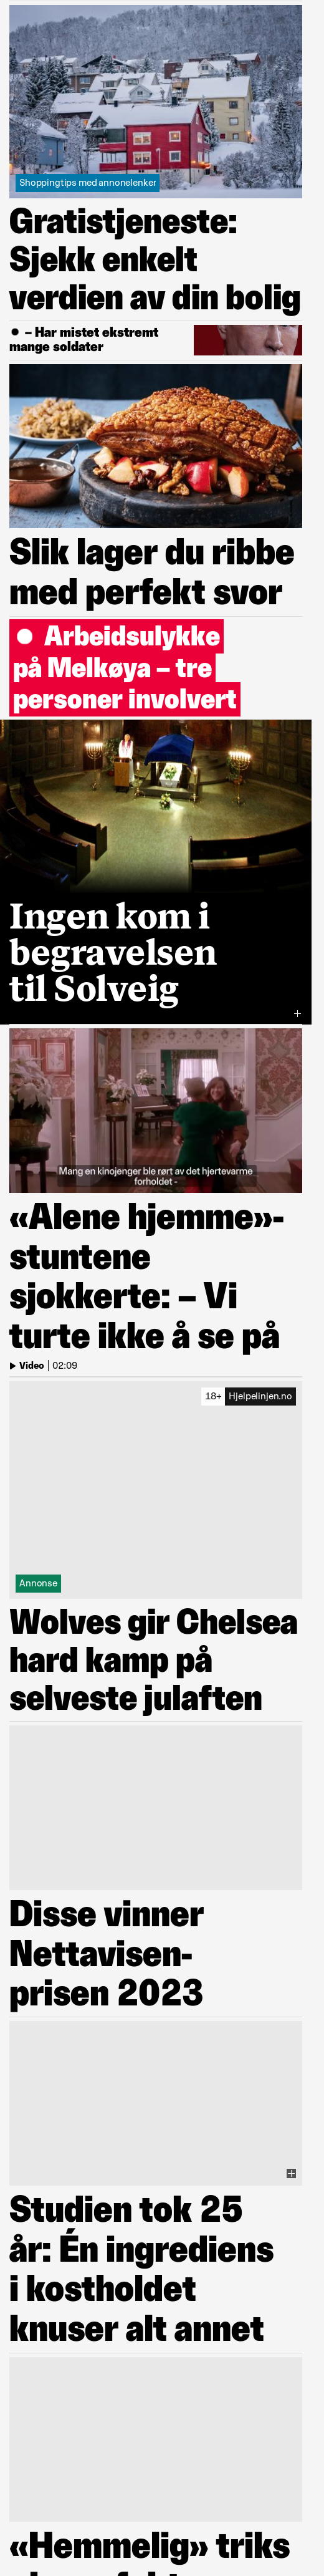 Shoppingtips med annonelenker
Gratistjeneste:
Sjekk enkelt
verdien av din bolig
– Har mistet ekstremt
mange soldater
Slik lager du ribbe
med perfekt svor
Arbeidsulykke
på Melkøya – tre
personer involvert
Ingen kom i
begravelsen
til Solveig
Mang en kinojenger ble rørt av det hjertevarme
forholdet -
«Alene hjemme»-
stuntene
sjokkerte: – Vi
turte ikke å se på
Video | 02:09
18+ Hjelpelinjen.no
Annonse
Wolves gir Chelsea
hard kamp på
selveste julaften
Disse vinner
Nettavisen-
prisen 2023
Studien tok 25
år: Én ingrediens
i kostholdet
knuser alt annet
«Hemmelig» triks